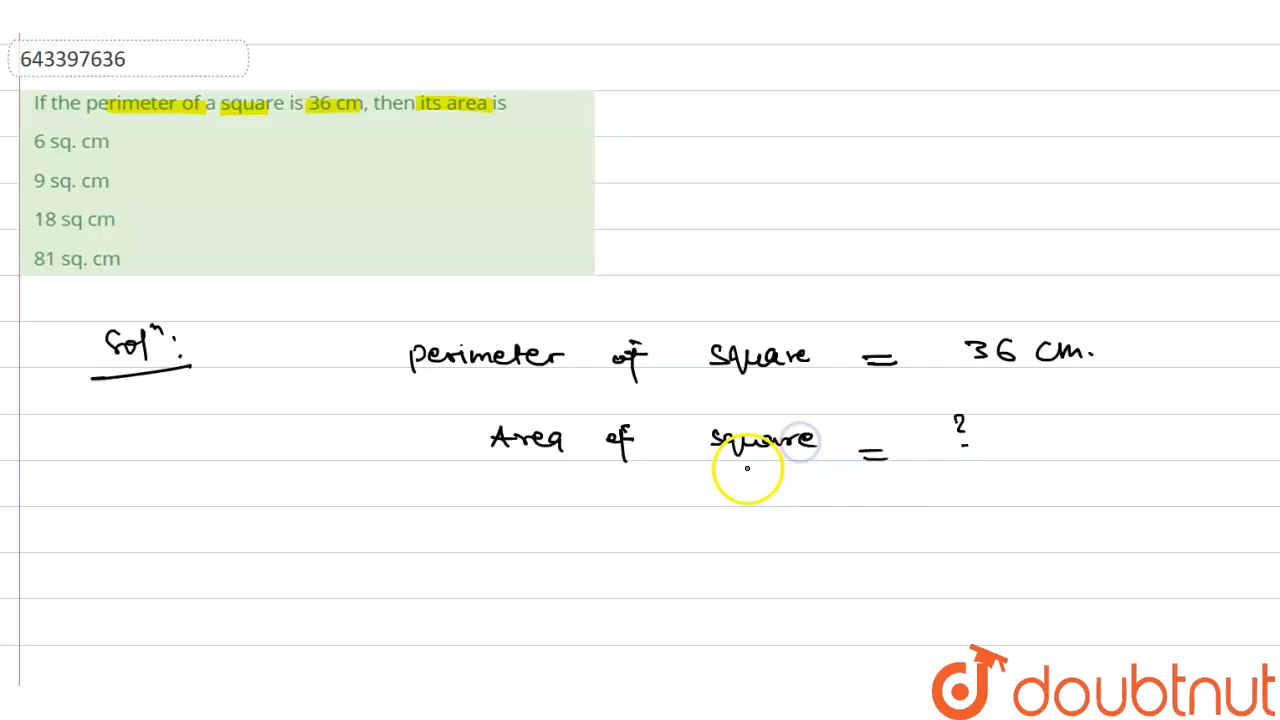 643397636
If the perimeter of a square is 36 cm, then its area is
6 sq. cm
9 sq. cm
18 sq cm
81 sq. cm
Solⁿ: perimeter of square = 36 cm.
Area of square = ?
doubtnut